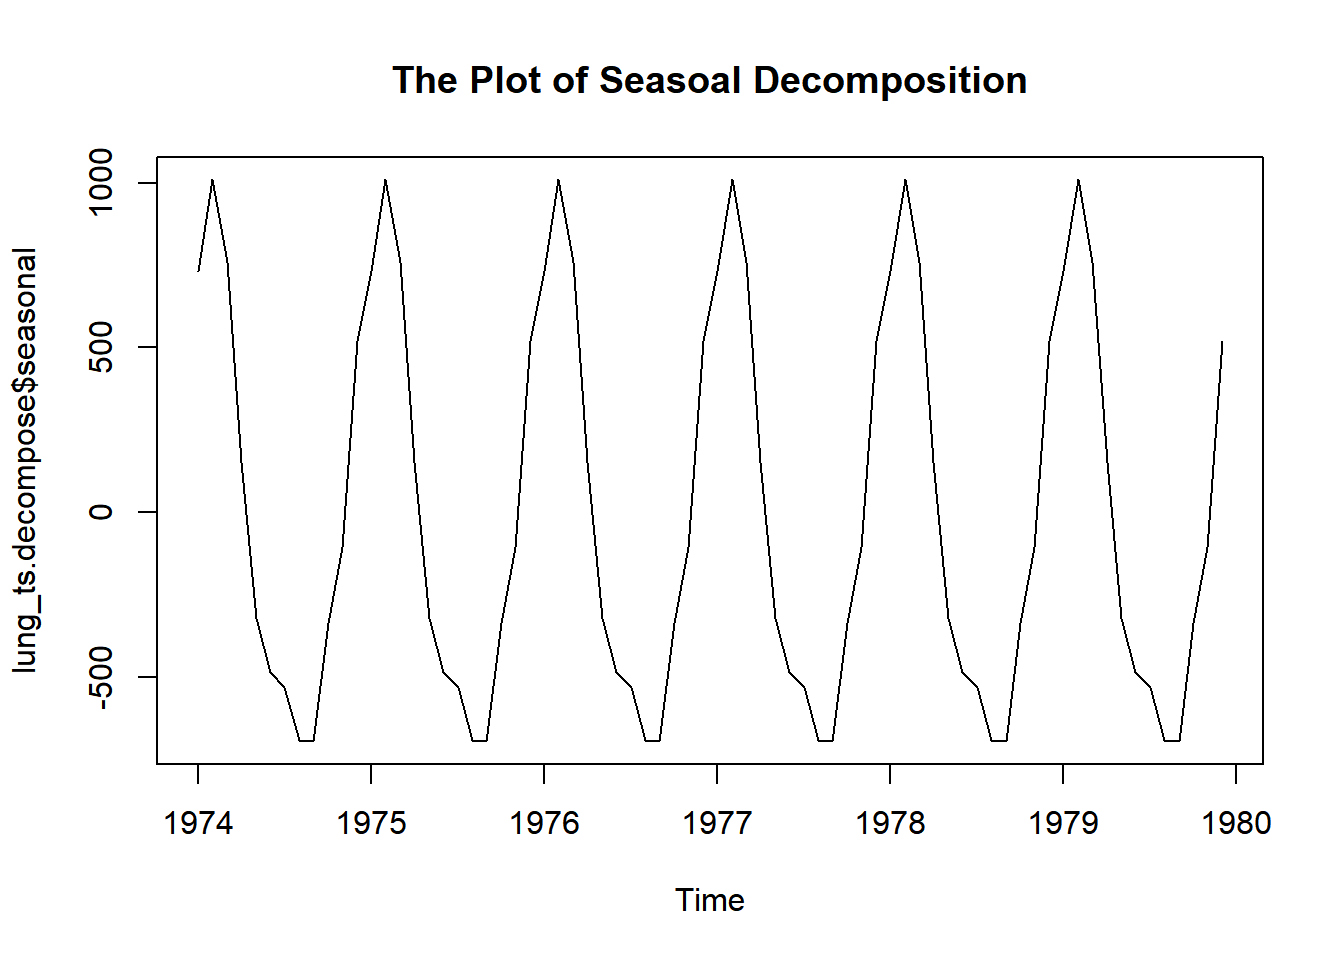 The Plot of Seasoal Decomposition
lung_ts.decompose$seasonal
1000
500
0
-500
1974 1975 1976 1977 1978 1979 1980
Time